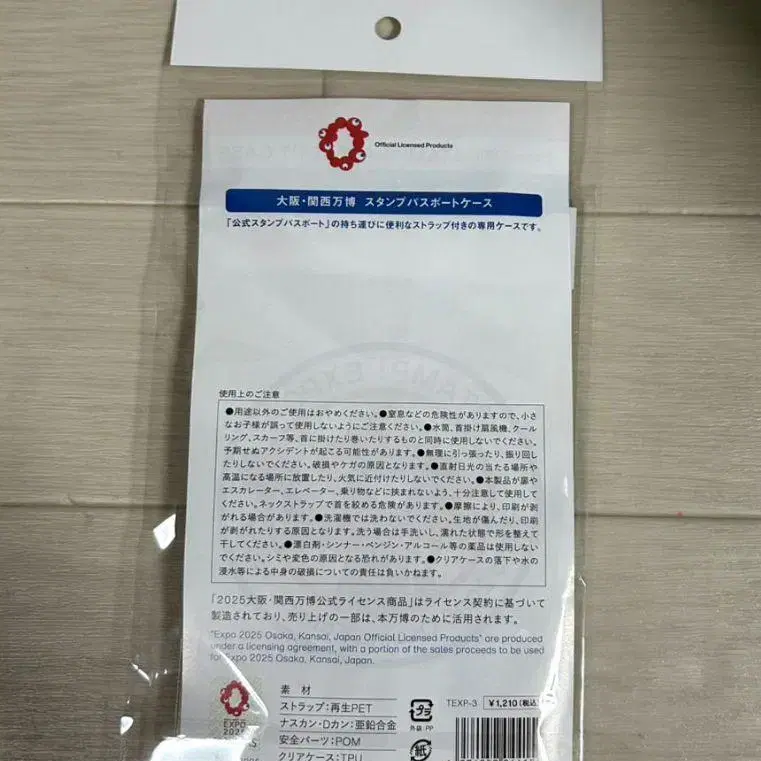 Official Licensed Products
大阪・関西万博 スタンプパスポートケース
「公式スタンプパスポート」の持ち運びに便利なストラップ付きの専用ケースです。
使用上のご注意
●用途以外のご使用はおやめください。●窒息などの危険性がありますので、小さ
なお子様が誤って使用しないようにご注意ください。●水筒、首掛け扇風機、クール
リング、スカーフ等、首に掛けたり巻いたりするものと同時に使用しないでください。
予期せぬアクシデントが起こる可能性があります。●無理に引っ張ったり、振り回し
たりしないでください。破損やケガの原因となります。●直射日光の当たる場所や
高温になる場所に放置したり、火気に近付けたりしないでください。●本製品が扉や
エスカレーター、エレベーター、乗り物などに挟まれないよう、十分注意して使用して
ください。ネックストラップで首を絞める危険があります。●摩擦により、印刷が
剥がれる場合があります。●洗濯機では洗わないでください。生地が傷んだり、印刷
が剥がれたりする原因となります。洗う場合は手洗いし、濡れた状態で形を整えて
干してください。●漂白剤・シンナー・ベンジン・アルコール等の薬品は使用しない
でください。シミや変色の原因となる恐れがあります。●クリアケースの落下や水の
浸水等による中身の破損についての責任は負いかねます。
「2025大阪・関西万博公式ライセンス商品」はライセンス契約に基づいて
製造されており、売り上げの一部は、本万博のために活用されます。
"Expo 2025 Osaka, Kansai, Japan Official Licensed Products" are produced
under a licensing agreement, with a portion of the sales proceeds to be used
for Expo 2025 Osaka, Kansai, Japan.
EXPO
2025
素 材
ストラップ：再生PET
ナスカン・Dカン：亜鉛合金
安全パーツ：POM
クリアケース：TPU
プラ
外袋：PP
紙
TEXP-3 ¥1,210(税込)